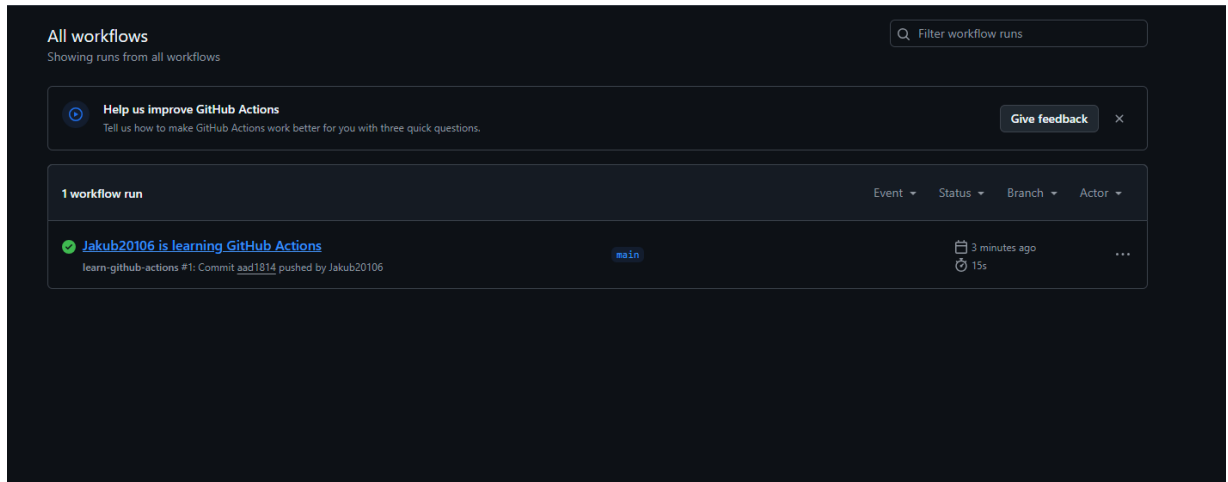 All workflows
Filter workflow runs
Showing runs from all workflows
Help us improve GitHub Actions
Tell us how to make GitHub Actions work better for you with three quick questions.
Give feedback
1 workflow run
Event
Status
Branch
Actor
Jakub20106 is learning GitHub Actions
learn-github-actions #1: Commit aad1814 pushed by Jakub20106
main
3 minutes ago
15s